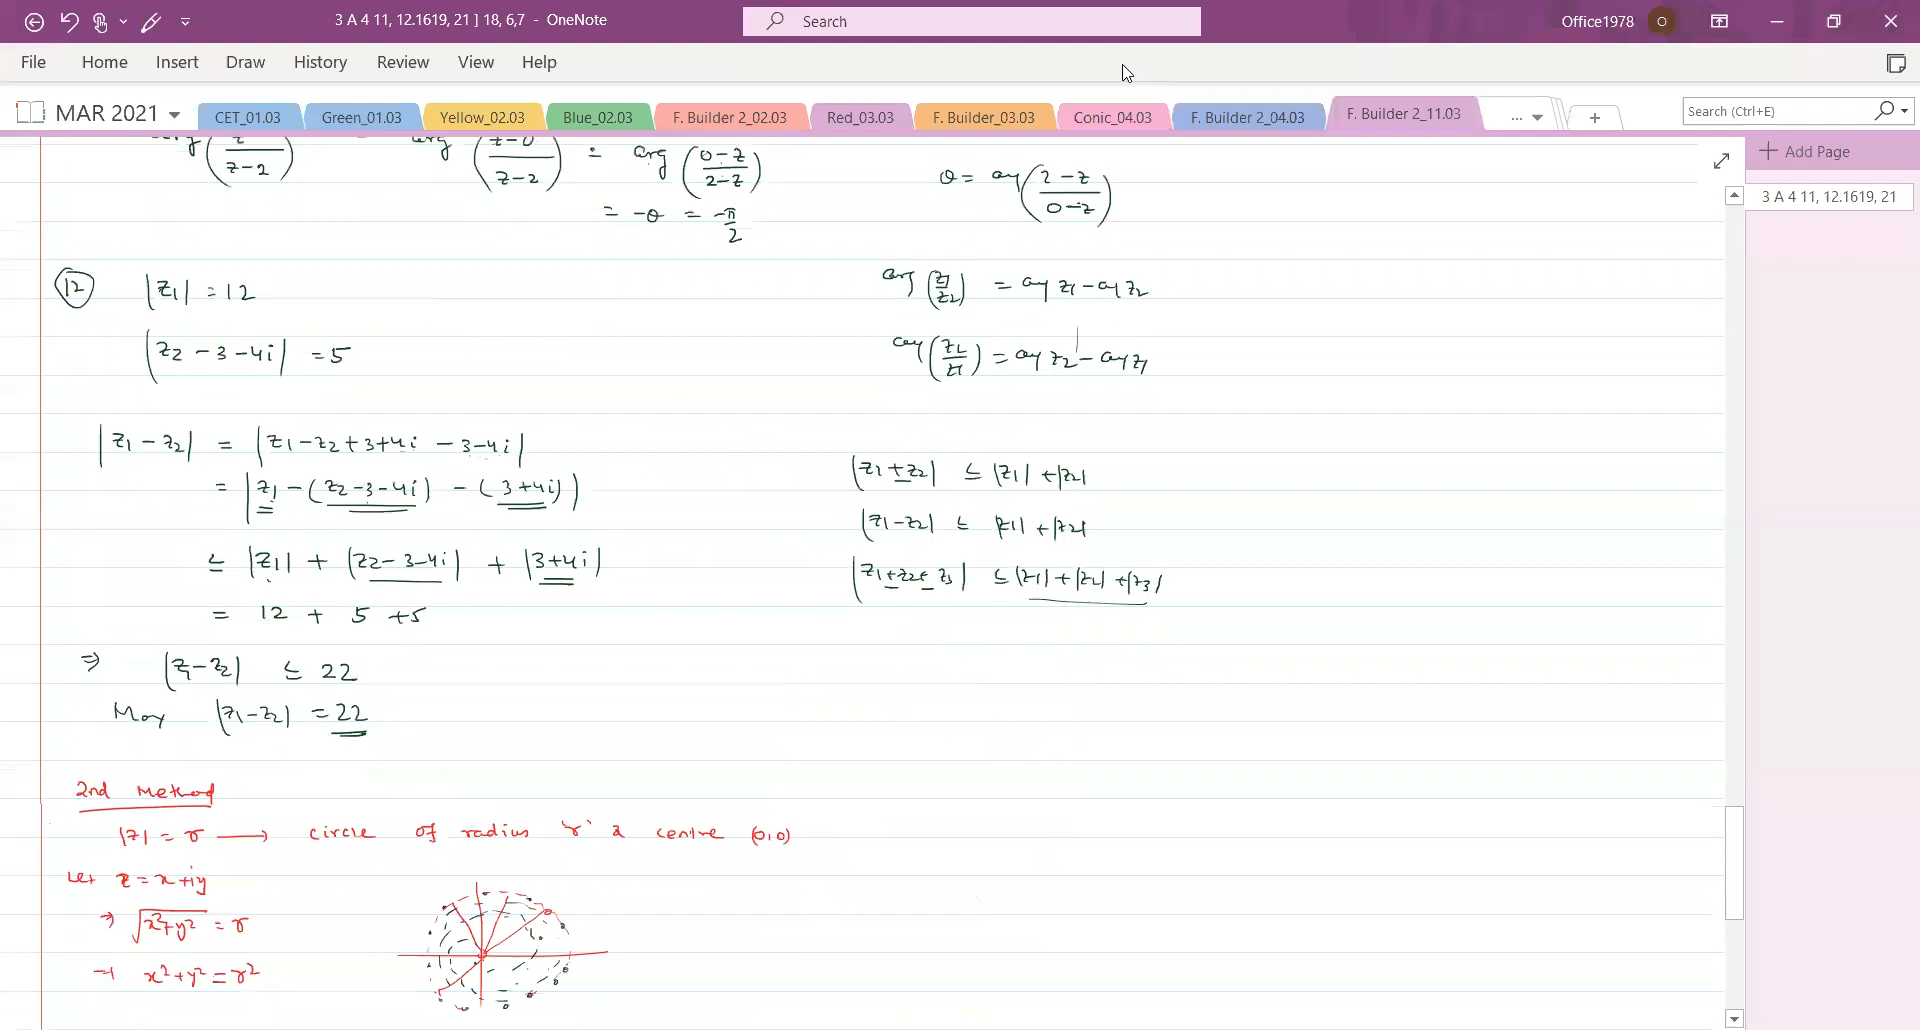 3 A 4 11, 12.1619, 21 ] 18, 6,7 - OneNote
Search
Office1978
File Home Insert Draw History Review View Help
MAR 2021
CET_01.03 Green_01.03 Yellow_02.03 Blue_02.03 F. Builder 2_02.03 Red_03.03 F. Builder_03.03 Conic_04.03 F. Builder 2_04.03 F. Builder 2_11.03 ... +
Search (Ctrl+E)
Add Page
3 A 4 11, 12.1619, 21
(z/(z-2)) arg ((z-0)/(z-2)) = arg ((0-z)/(2-z))
= -θ = -π/2
θ = arg ((2-z)/(0-z))
12 |z1| = 12
|z2 - 3 - 4i| = 5
arg (z1/z2) = arg z1 - arg z2
arg (z2/z1) = arg z2 - arg z1
|z1 - z2| = |z1 - z2 + 3+4i - 3-4i|
= |z1 - (z2-3-4i) - (3+4i)|
≤ |z1| + |z2-3-4i| + |3+4i|
= 12 + 5 + 5
⇒ |z1-z2| ≤ 22
Max |z1-z2| = 22
|z1+z2| ≤ |z1| + |z2|
|z1-z2| ≤ |z1| + |z2|
|z1+z2+z3| ≤ |z1| + |z2| + |z3|
2nd Method
|z| = r → circle of radius 'r' & centre (0,0)
Let z = x+iy
⇒ √(x²+y²) = r
⇒ x²+y² = r²